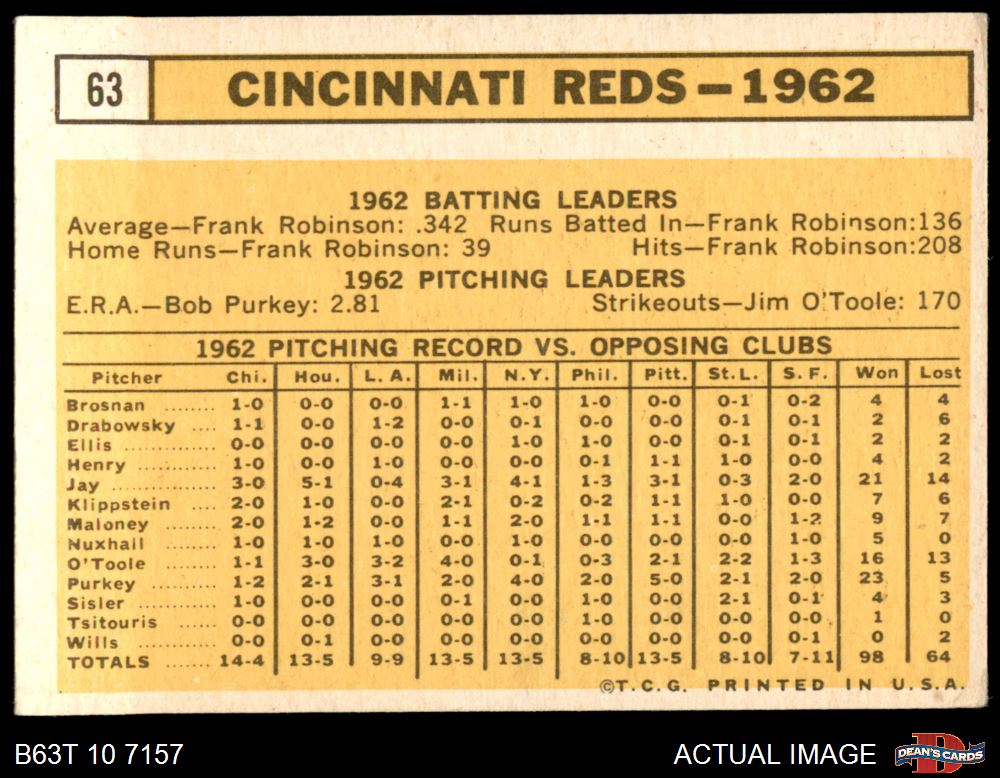 63 CINCINNATI REDS—1962
1962 BATTING LEADERS
Average—Frank Robinson: .342 Runs Batted In—Frank Robinson:136
Home Runs—Frank Robinson: 39 Hits—Frank Robinson:208
1962 PITCHING LEADERS
E.R.A.—Bob Purkey: 2.81 Strikeouts—Jim O'Toole: 170
1962 PITCHING RECORD VS. OPPOSING CLUBS
Pitcher Chi. Hou. L. A. Mil. N.Y. Phil. Pitt. St.L. S. F. Won Lost
Brosnan ........ 1-0 0-0 0-0 1-1 1-0 1-0 0-0 0-1 0-2 4 4
Drabowsky .... 1-1 0-0 1-2 0-0 0-1 0-0 0-0 0-1 0-1 2 6
Ellis ............ 0-0 0-0 0-0 0-0 1-0 1-0 0-0 0-1 0-1 2 2
Henry ............ 1-0 0-0 1-0 0-0 0-0 0-1 1-1 1-0 0-0 4 2
Jay ................ 3-0 5-1 0-4 3-1 4-1 1-3 3-1 0-3 2-0 21 14
Klippstein .... 2-0 1-0 0-0 2-1 0-2 0-2 1-1 1-0 0-0 7 6
Maloney ........ 2-0 1-2 0-0 1-1 2-0 1-1 1-1 0-0 1-2 9 7
Nuxhall ........ 1-0 1-0 1-0 0-0 1-0 0-0 0-0 0-0 1-0 5 0
O'Toole ........ 1-1 3-0 3-2 4-0 0-1 0-3 2-1 2-2 1-3 16 13
Purkey .......... 1-2 2-1 3-1 2-0 4-0 2-0 5-0 2-1 2-0 23 5
Sisler ............ 1-0 0-0 0-0 0-1 0-0 1-0 0-0 2-1 0-1 4 3
Tsitouris ...... 0-0 0-0 0-0 0-0 0-0 1-0 0-0 0-0 0-0 1 0
Wills ............ 0-0 0-1 0-0 0-0 0-0 0-0 0-0 0-0 0-1 0 2
TOTALS ...... 14-4 13-5 9-9 13-5 13-5 8-10 13-5 8-10 7-11 98 64
©T.C.G. PRINTED IN U.S.A.
B63T 10 7157 ACTUAL IMAGE DEAN'S CARDS